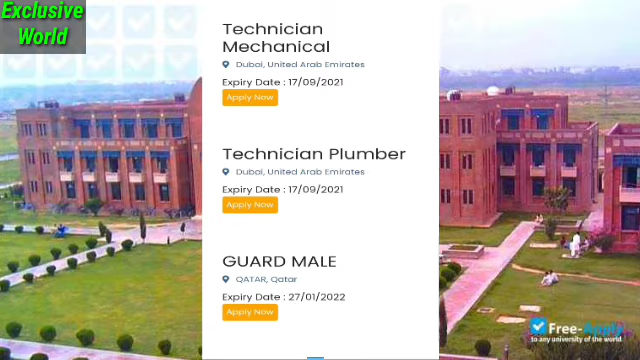 Exclusive
World
Technician
Mechanical
Dubai, United Arab Emirates
Expiry Date : 17/09/2021
Apply Now
Technician Plumber
Dubai, United Arab Emirates
Expiry Date : 17/09/2021
Apply Now
GUARD MALE
QATAR, Qatar
Expiry Date : 27/01/2022
Apply Now
Free-Apply
to any university of the world